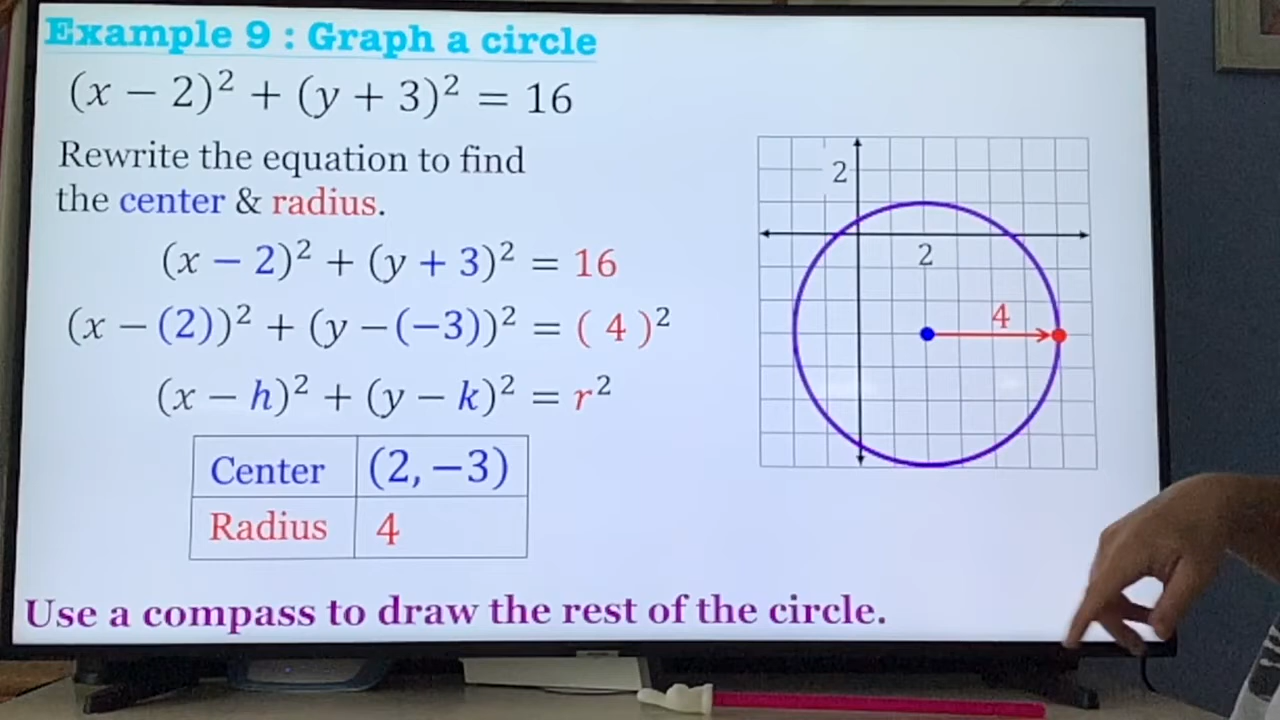 Example 9 : Graph a circle
(x − 2)² + (y + 3)² = 16
Rewrite the equation to find
the center & radius.
(x − 2)² + (y + 3)² = 16
(x − (2))² + (y − (−3))² = ( 4 )²
(x − h)² + (y − k)² = r²
Center (2, −3)
Radius 4
2
2
4
Use a compass to draw the rest of the circle.